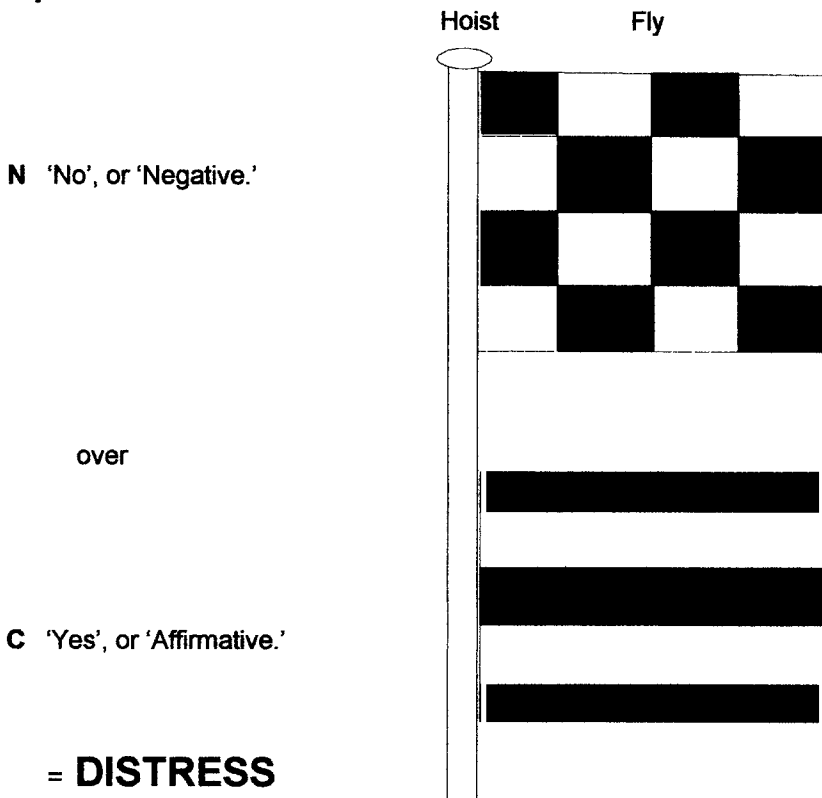 Hoist Fly
N 'No', or 'Negative.'
over
C 'Yes', or 'Affirmative.'
= DISTRESS